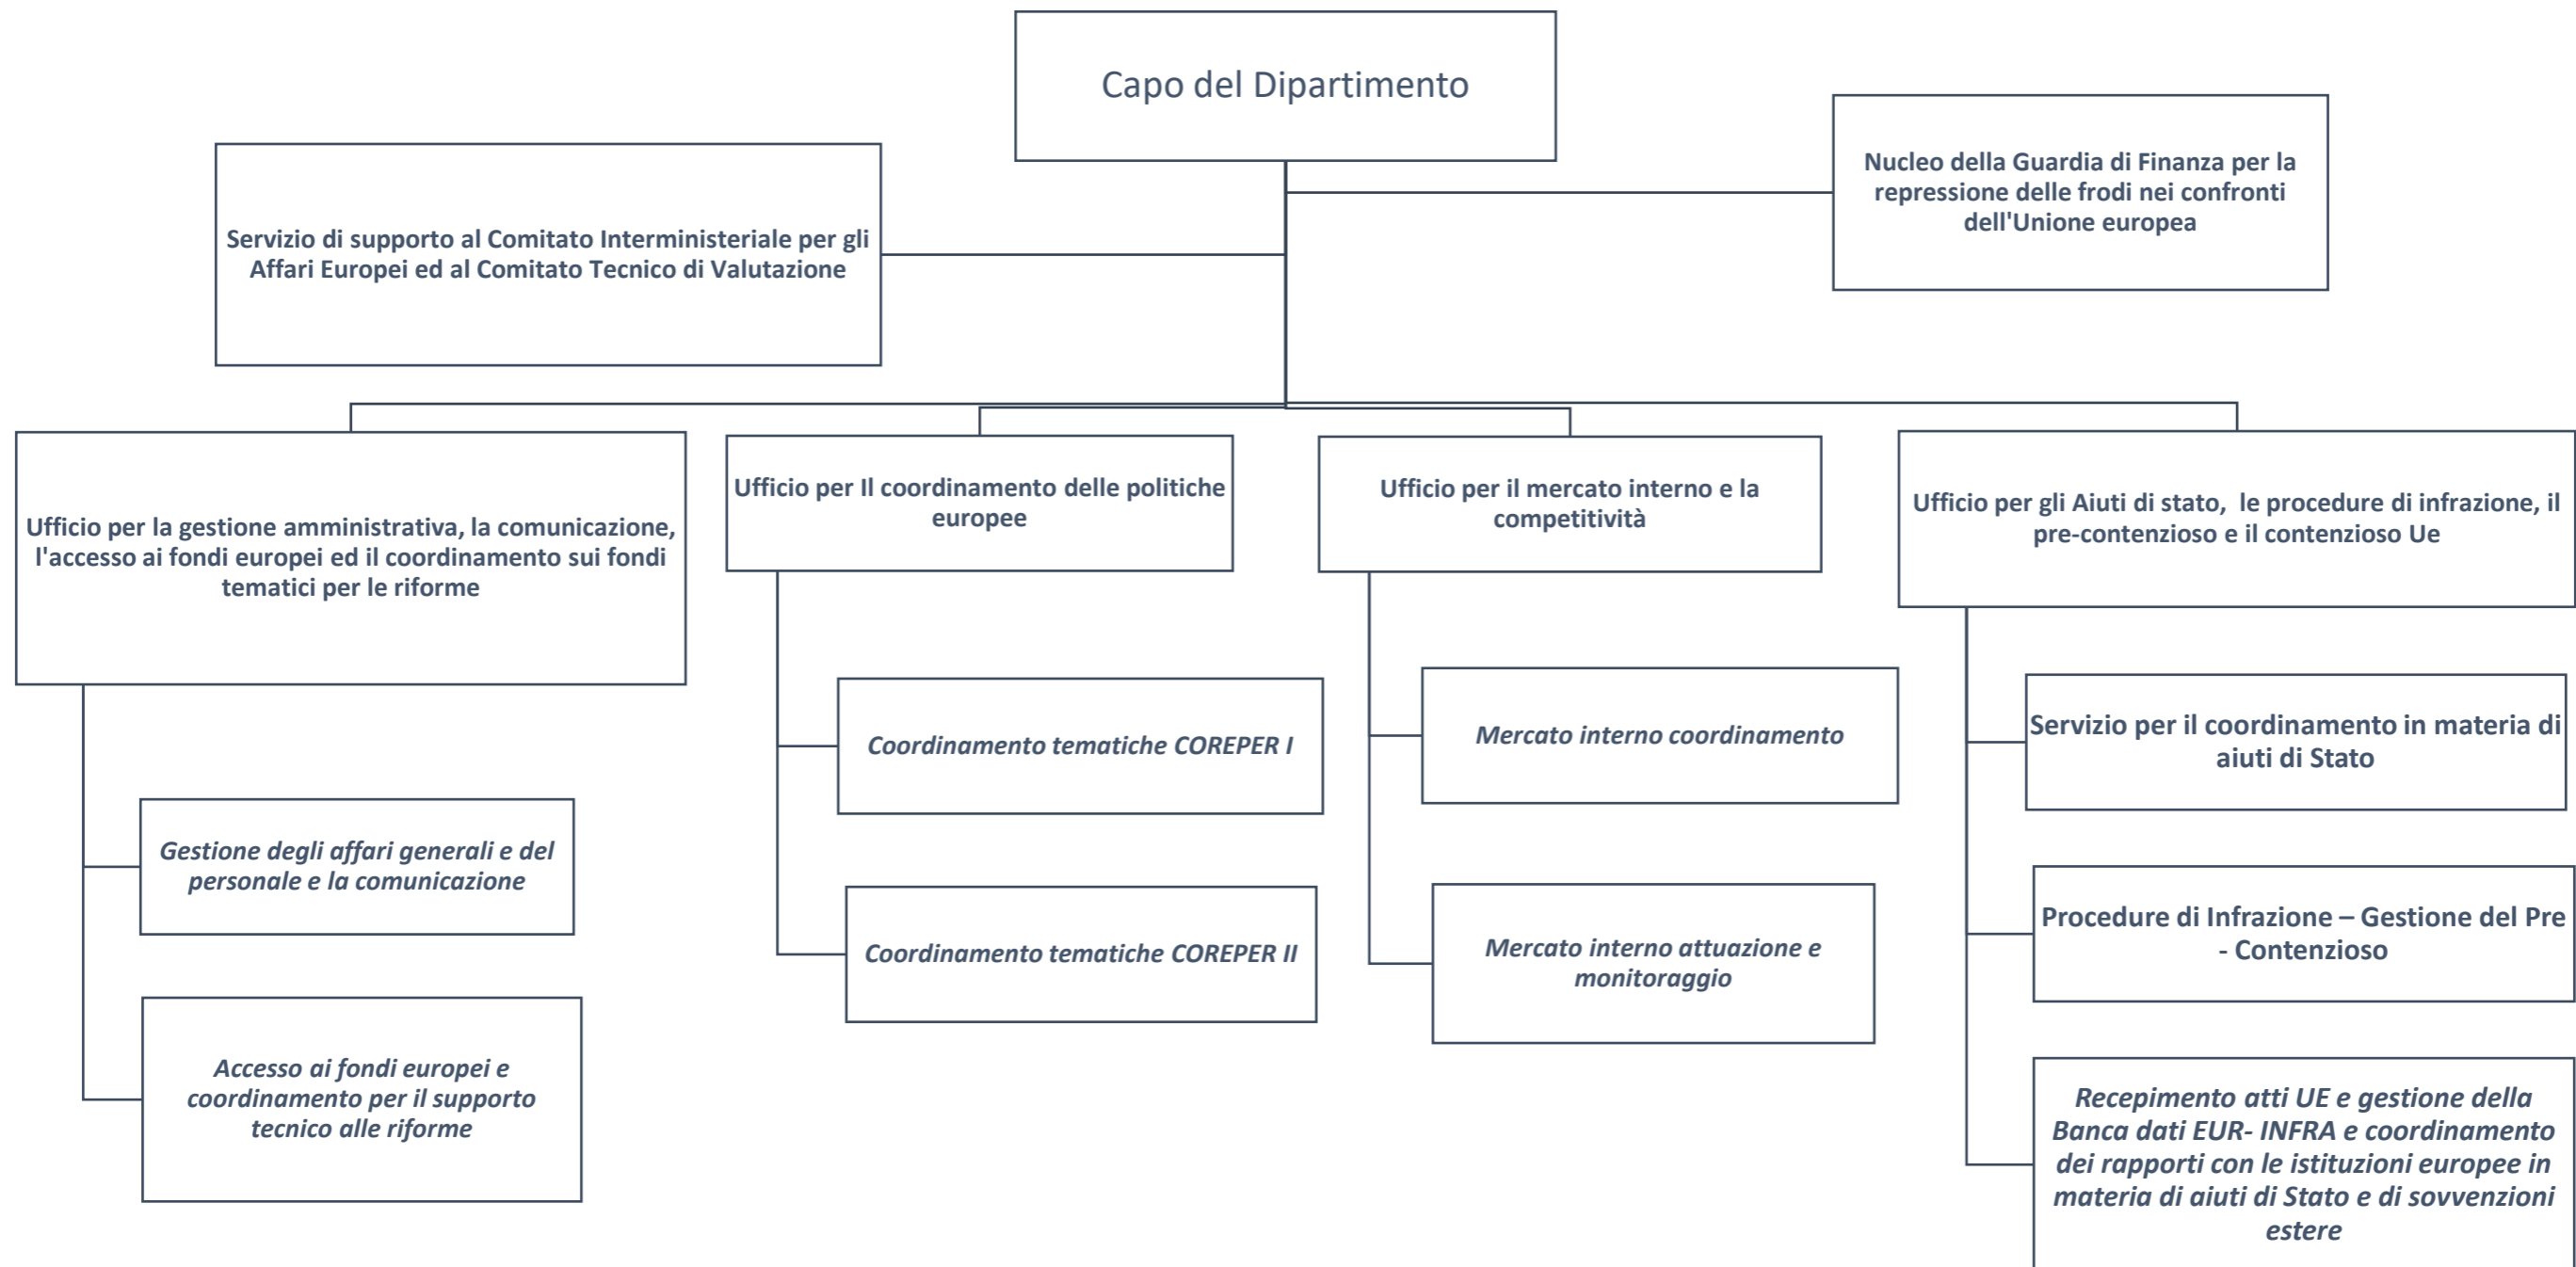 Capo del Dipartimento
Nucleo della Guardia di Finanza per la
repressione delle frodi nei confronti
dell'Unione europea
Servizio di supporto al Comitato Interministeriale per gli
Affari Europei ed al Comitato Tecnico di Valutazione
Ufficio per la gestione amministrativa, la comunicazione,
l'accesso ai fondi europei ed il coordinamento sui fondi
tematici per le riforme
Gestione degli affari generali e del
personale e la comunicazione
Accesso ai fondi europei e
coordinamento per il supporto
tecnico alle riforme
Ufficio per Il coordinamento delle politiche
europee
Coordinamento tematiche COREPER I
Coordinamento tematiche COREPER II
Ufficio per il mercato interno e la
competitività
Mercato interno coordinamento
Mercato interno attuazione e
monitoraggio
Ufficio per gli Aiuti di stato,  le procedure di infrazione, il
pre-contenzioso e il contenzioso Ue
Servizio per il coordinamento in materia di
aiuti di Stato
Procedure di Infrazione – Gestione del Pre
- Contenzioso
Recepimento atti UE e gestione della
Banca dati EUR- INFRA e coordinamento
dei rapporti con le istituzioni europee in
materia di aiuti di Stato e di sovvenzioni
estere